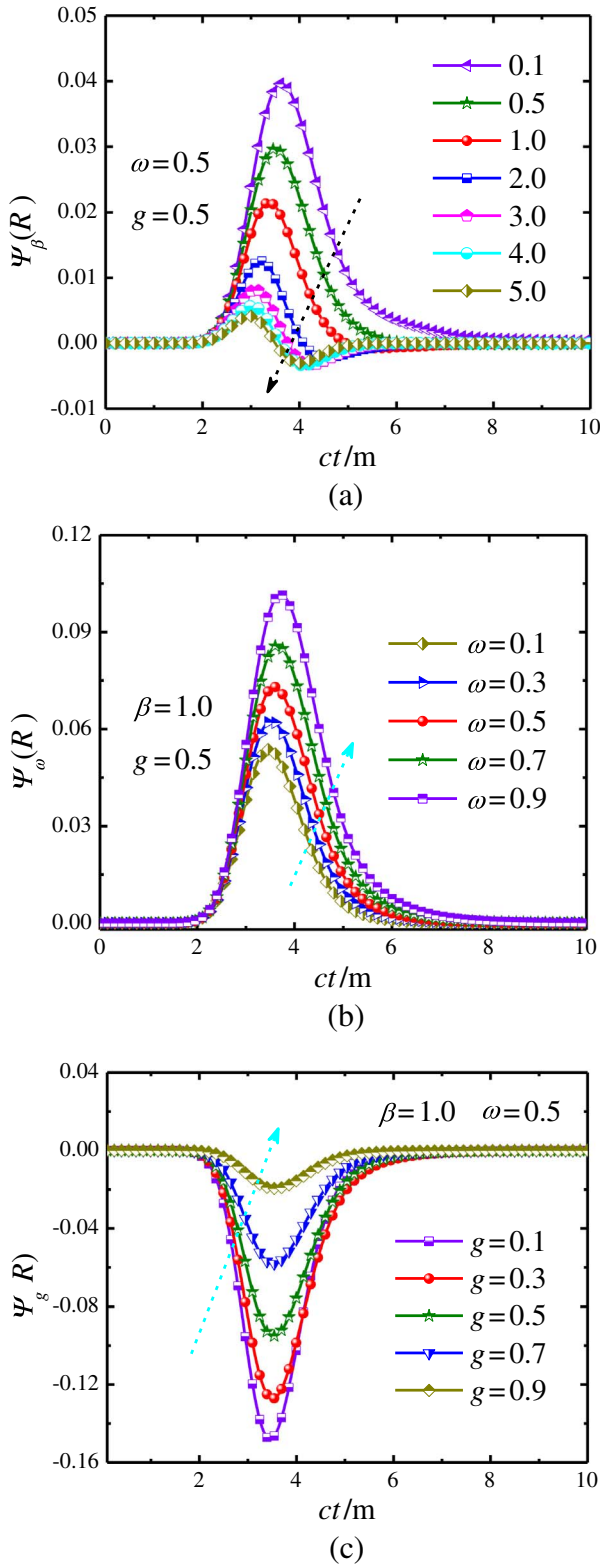 0.05
0.04
0.03
0.02
0.01
0.00
-0.01
Ψβ(R)
ω=0.5
g=0.5
0.1
0.5
1.0
2.0
3.0
4.0
5.0
0 2 4 6 8 10
ct/m
(a)
0.12
0.09
0.06
0.03
0.00
Ψω(R)
β=1.0
g=0.5
ω=0.1
ω=0.3
ω=0.5
ω=0.7
ω=0.9
0 2 4 6 8 10
ct/m
(b)
0.04
0.00
-0.04
-0.08
-0.12
-0.16
Ψg R)
β=1.0 ω=0.5
g=0.1
g=0.3
g=0.5
g=0.7
g=0.9
2 4 6 8 10
ct/m
(c)